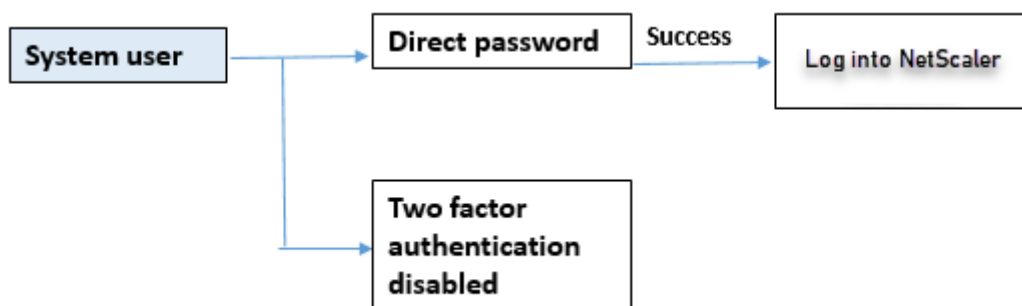 System user
Direct password
Success
Log into NetScaler
Two factor
authentication
disabled